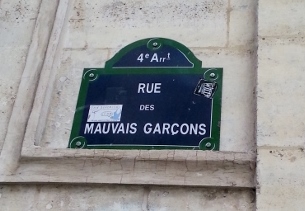 4e Arrt
RUE
DES
MAUVAIS GARÇONS